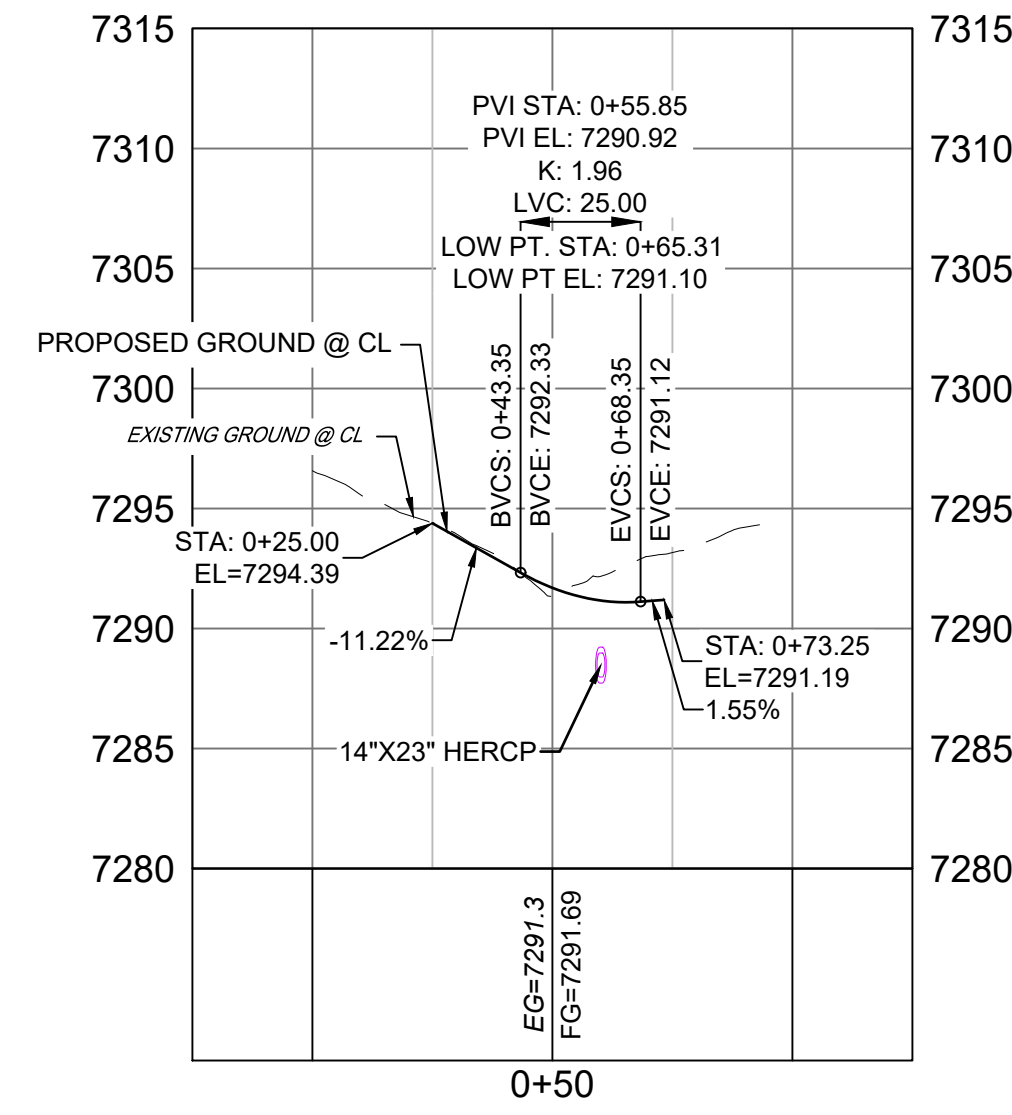 7315
7315
PVI STA: 0+55.85
PVI EL: 7290.92
K: 1.96
LVC: 25.00
7310
7310
LOW PT. STA: 0+65.31
LOW PT EL: 7291.10
7305
7305
PROPOSED GROUND @ CL
BVCS: 0+43.35
BVCE: 7292.33
EVCS: 0+68.35
EVCE: 7291.12
7300
7300
EXISTING GROUND @ CL
7295
7295
STA: 0+25.00
EL=7294.39
-11.22%
7290
7290
STA: 0+73.25
EL=7291.19
1.55%
14"X23" HERCP
7285
7285
7280
7280
EG=7291.3
FG=7291.69
0+50